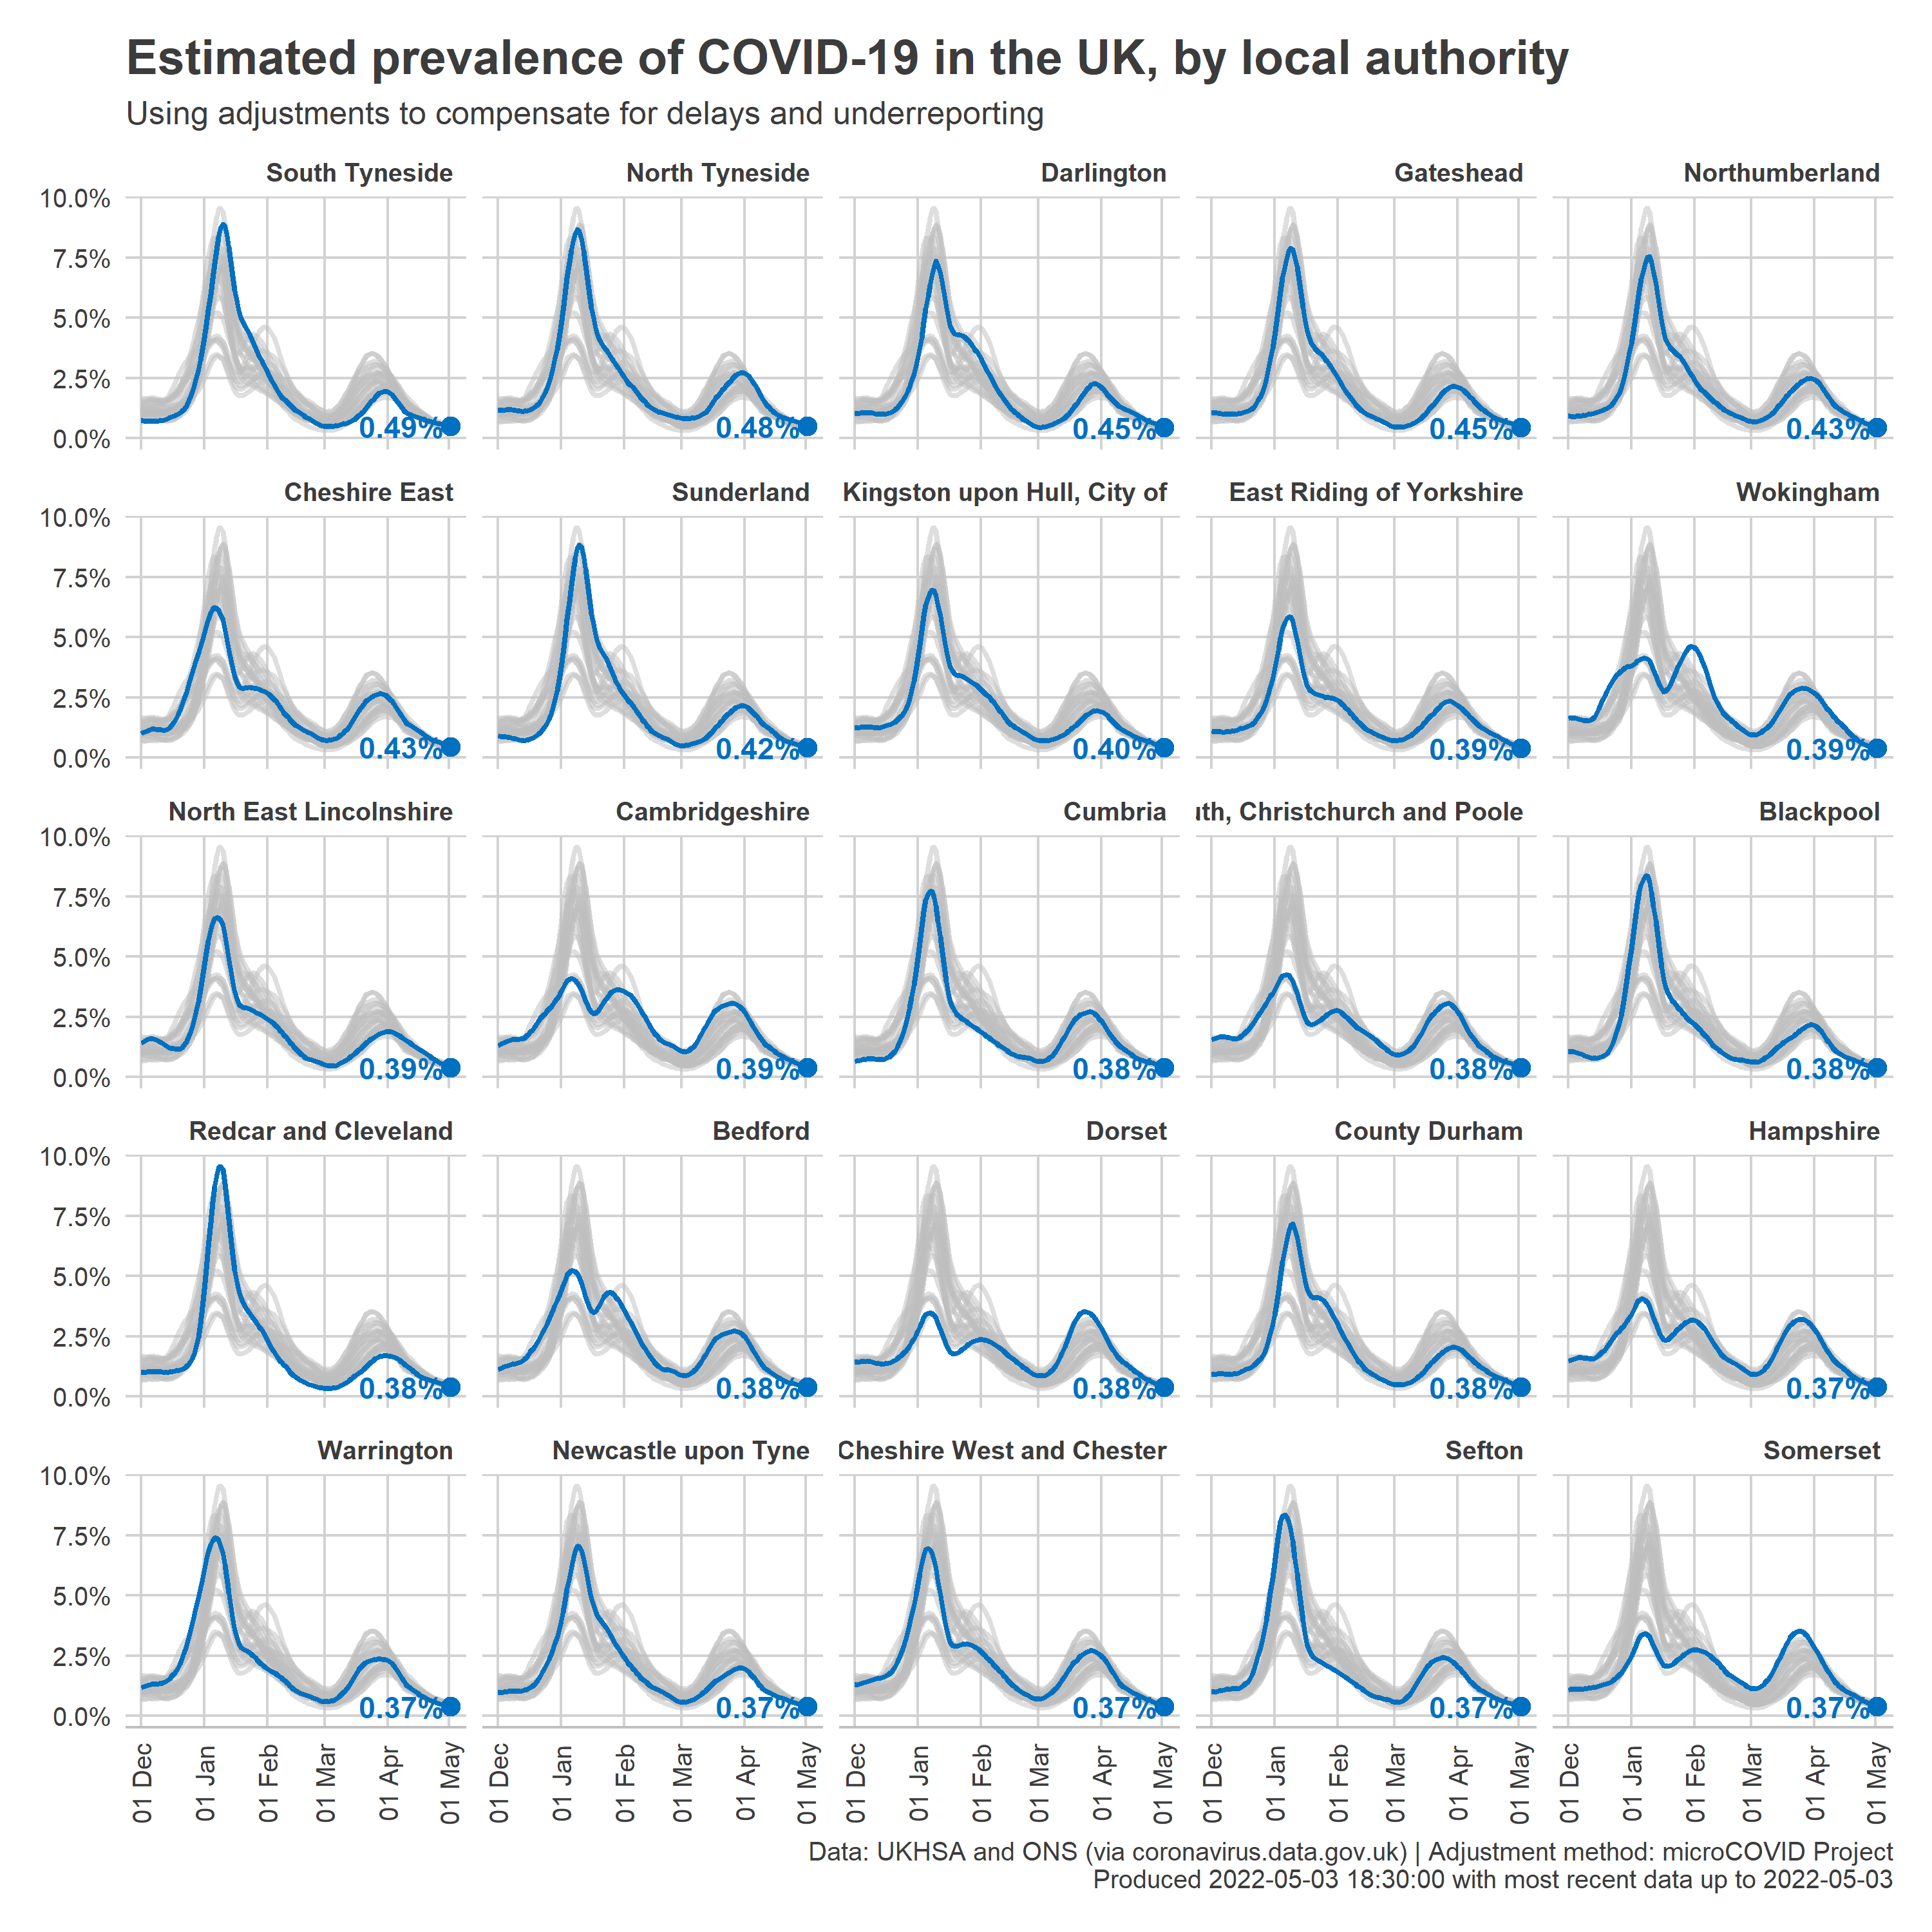 Estimated prevalence of COVID-19 in the UK, by local authority
Using adjustments to compensate for delays and underreporting
South Tyneside
North Tyneside
Darlington
Gateshead
Northumberland
10.0%
7.5%
5.0%
2.5%
0.0%
0.49%
0.48%
0.45%
0.45%
0.43%
Cheshire East
Sunderland
Kingston upon Hull, City of
East Riding of Yorkshire
Wokingham
10.0%
7.5%
5.0%
2.5%
0.0%
0.43%
0.42%
0.40%
0.39%
0.39%
North East Lincolnshire
Cambridgeshire
Cumbria
uth, Christchurch and Poole
Blackpool
10.0%
7.5%
5.0%
2.5%
0.0%
0.39%
0.39%
0.38%
0.38%
0.38%
Redcar and Cleveland
Bedford
Dorset
County Durham
Hampshire
10.0%
7.5%
5.0%
2.5%
0.0%
0.38%
0.38%
0.38%
0.38%
0.37%
Warrington
Newcastle upon Tyne
Cheshire West and Chester
Sefton
Somerset
10.0%
7.5%
5.0%
2.5%
0.0%
0.37%
0.37%
0.37%
0.37%
0.37%
01 Dec
01 Jan
01 Feb
01 Mar
01 Apr
01 May
01 Dec
01 Jan
01 Feb
01 Mar
01 Apr
01 May
01 Dec
01 Jan
01 Feb
01 Mar
01 Apr
01 May
01 Dec
01 Jan
01 Feb
01 Mar
01 Apr
01 May
01 Dec
01 Jan
01 Feb
01 Mar
01 Apr
01 May
Data: UKHSA and ONS (via coronavirus.data.gov.uk) | Adjustment method: microCOVID Project
Produced 2022-05-03 18:30:00 with most recent data up to 2022-05-03